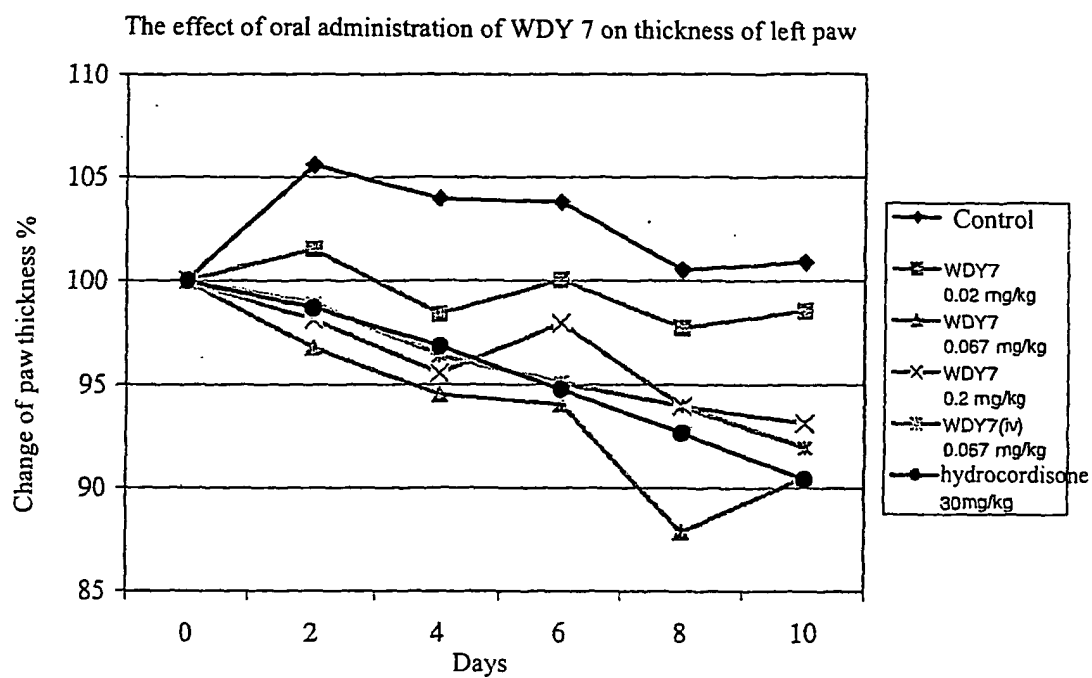 The effect of oral administration of WDY 7 on thickness of left paw
110
105
100
95
90
85
Change of paw thickness %
0 2 4 6 8 10
Days
Control
WDY7
0.02 mg/kg
WDY7
0.067 mg/kg
WDY7
0.2 mg/kg
WDY7(iv)
0.067 mg/kg
hydrocordisone
30mg/kg